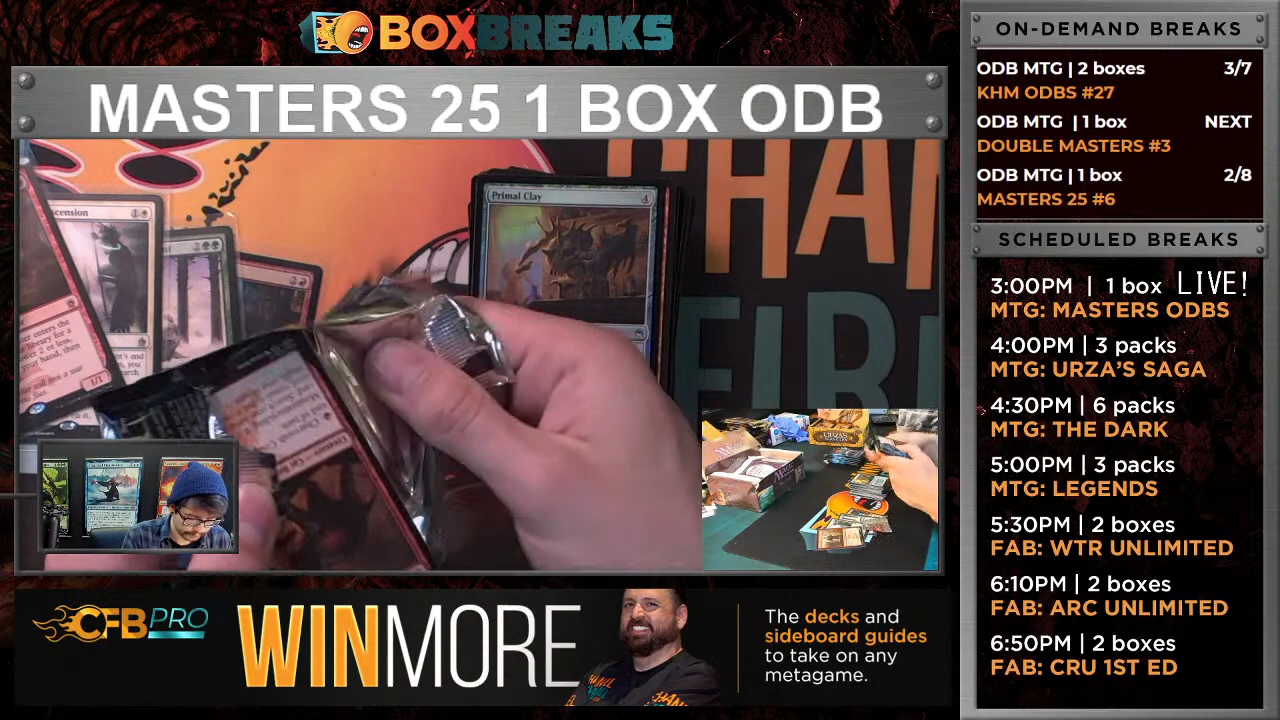 BOXBREAKS
MASTERS 25 1 BOX ODB
Primal Clay
4
1/1
ON-DEMAND BREAKS
ODB MTG | 2 boxes 3/7
KHM ODBS #27
ODB MTG | 1 box NEXT
DOUBLE MASTERS #3
ODB MTG | 1 box 2/8
MASTERS 25 #6
SCHEDULED BREAKS
3:00PM | 1 box LIVE!
MTG: MASTERS ODBS
4:00PM | 3 packs
MTG: URZA'S SAGA
4:30PM | 6 packs
MTG: THE DARK
5:00PM | 3 packs
MTG: LEGENDS
5:30PM | 2 boxes
FAB: WTR UNLIMITED
6:10PM | 2 boxes
FAB: ARC UNLIMITED
6:50PM | 2 boxes
FAB: CRU 1ST ED
CFBPRO
WINMORE
The decks and
sideboard guides
to take on any
metagame.